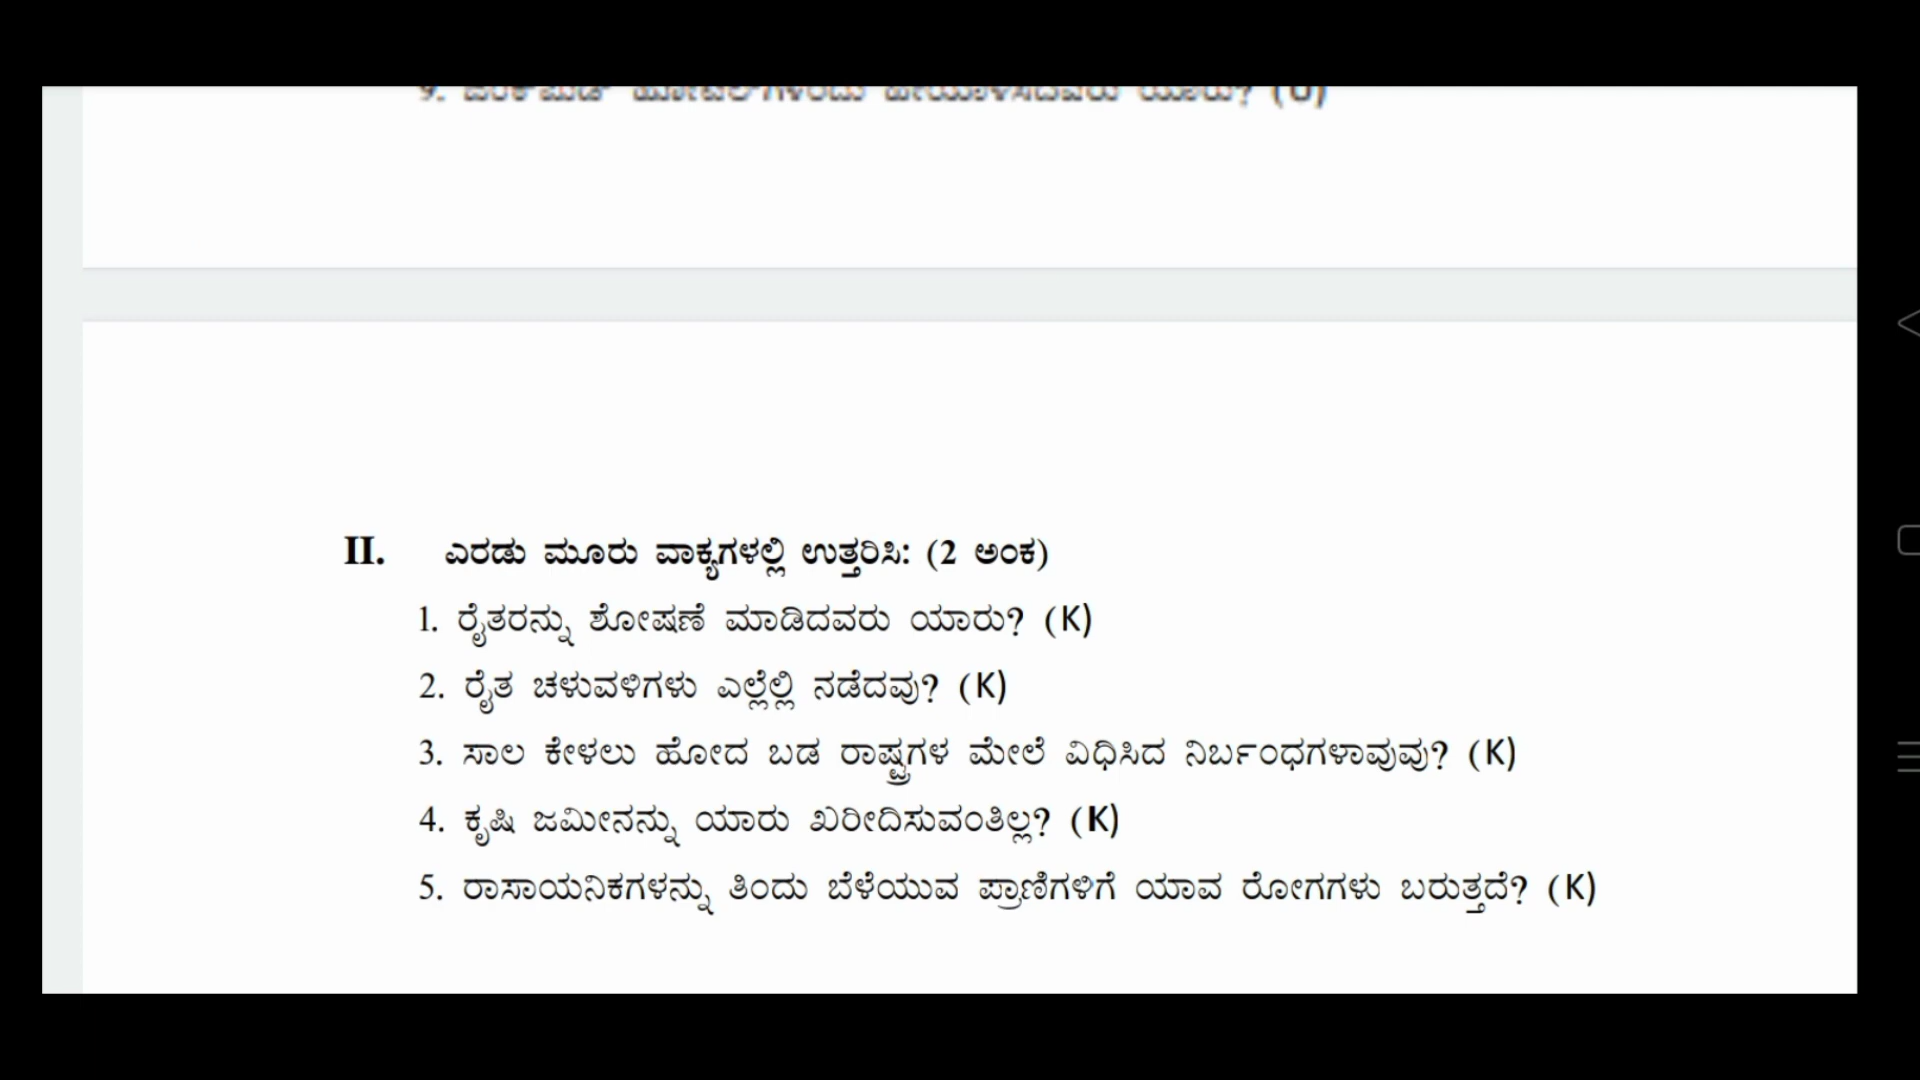 II. ಎರಡು ಮೂರು ವಾಕ್ಯಗಳಲ್ಲಿ ಉತ್ತರಿಸಿ: (2 ಅಂಕ)
1. ರೈತರನ್ನು ಶೋಷಣೆ ಮಾಡಿದವರು ಯಾರು? (K)
2. ರೈತ ಚಳುವಳಿಗಳು ಎಲ್ಲೆಲ್ಲಿ ನಡೆದವು? (K)
3. ಸಾಲ ಕೇಳಲು ಹೋದ ಬಡ ರಾಷ್ಟ್ರಗಳ ಮೇಲೆ ವಿಧಿಸಿದ ನಿರ್ಬಂಧಗಳಾವುವು? (K)
4. ಕೃಷಿ ಜಮೀನನ್ನು ಯಾರು ಖರೀದಿಸುವಂತಿಲ್ಲ? (K)
5. ರಾಸಾಯನಿಕಗಳನ್ನು ತಿಂದು ಬೆಳೆಯುವ ಪ್ರಾಣಿಗಳಿಗೆ ಯಾವ ರೋಗಗಳು ಬರುತ್ತದೆ? (K)